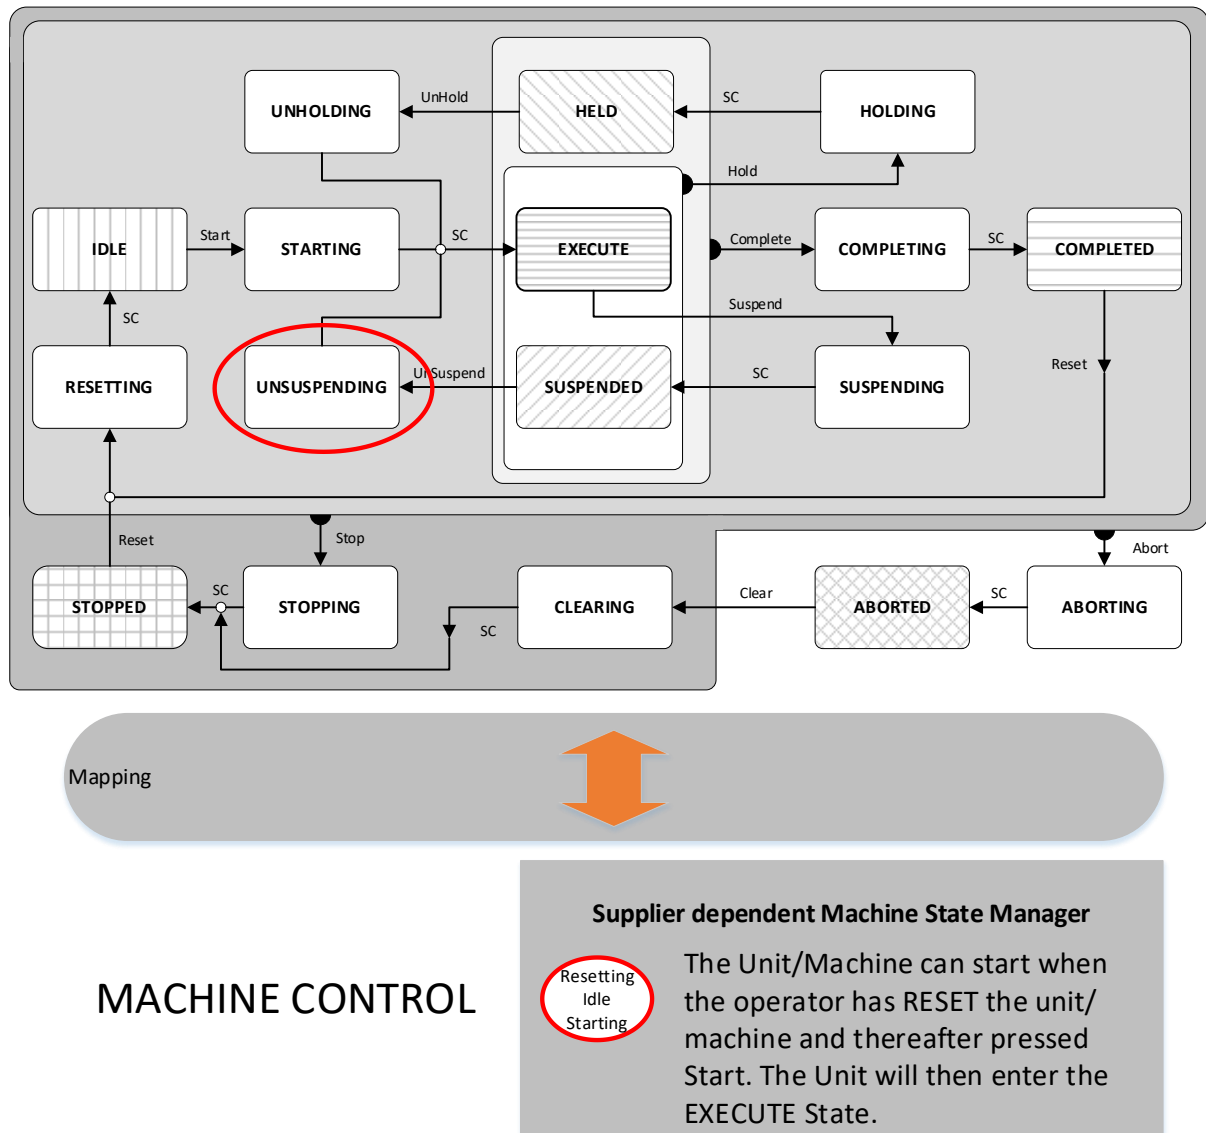 UNHOLDING
UnHold
HELD
SC
HOLDING
Hold
IDLE
Start
STARTING
SC
EXECUTE
Complete
COMPLETING
SC
COMPLETED
Suspend
SC
RESETTING
UNSUSPENDING
UnSuspend
SUSPENDED
SC
SUSPENDING
Reset
Reset
Stop
Abort
STOPPED
SC
STOPPING
SC
CLEARING
Clear
ABORTED
SC
ABORTING
Mapping
MACHINE CONTROL
Supplier dependent Machine State Manager
Resetting
Idle
Starting
The Unit/Machine can start when
the operator has RESET the unit/
machine and thereafter pressed
Start. The Unit will then enter the
EXECUTE State.